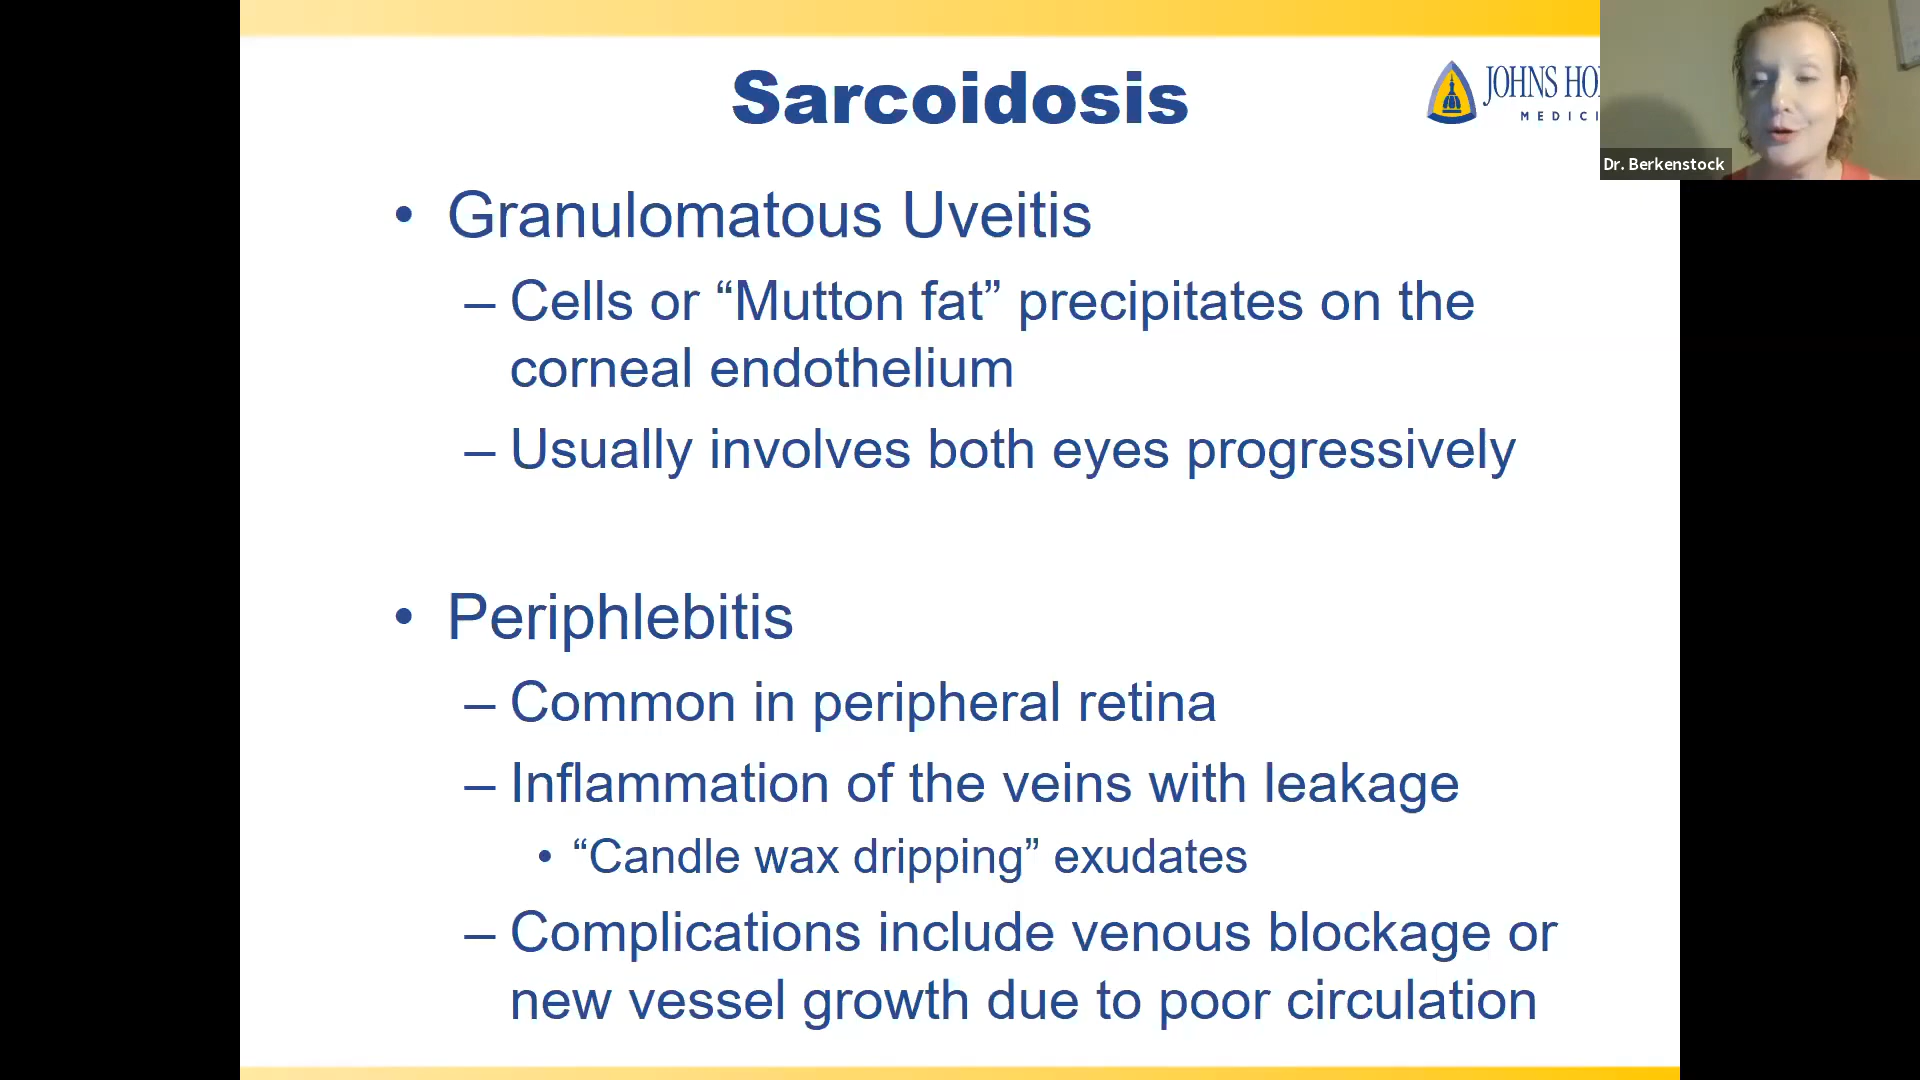 Sarcoidosis
JOHNS
MEDICI
Dr. Berkenstock
• Granulomatous Uveitis
– Cells or “Mutton fat” precipitates on the
corneal endothelium
– Usually involves both eyes progressively
• Periphlebitis
– Common in peripheral retina
– Inflammation of the veins with leakage
• “Candle wax dripping” exudates
– Complications include venous blockage or
new vessel growth due to poor circulation